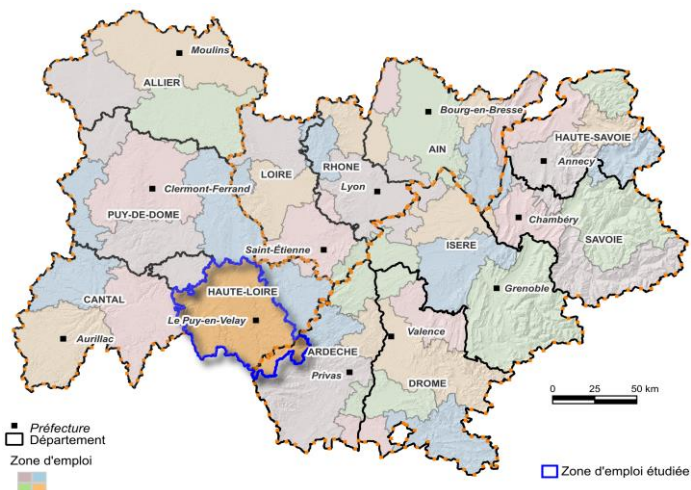 Moulins
ALLIER
Bourg-en-Bresse
AIN
HAUTE-SAVOIE
RHONE
Annecy
LOIRE
Lyon
Clermont-Ferrand
PUY-DE-DOME
Chambéry
SAVOIE
Saint-Étienne
ISERE
HAUTE-LOIRE
Grenoble
CANTAL
Le Puy-en-Velay
Valence
Aurillac
ARDECHE
Privas
DROME
0 25 50 km
Préfecture
Département
Zone d'emploi
Zone d'emploi étudiée